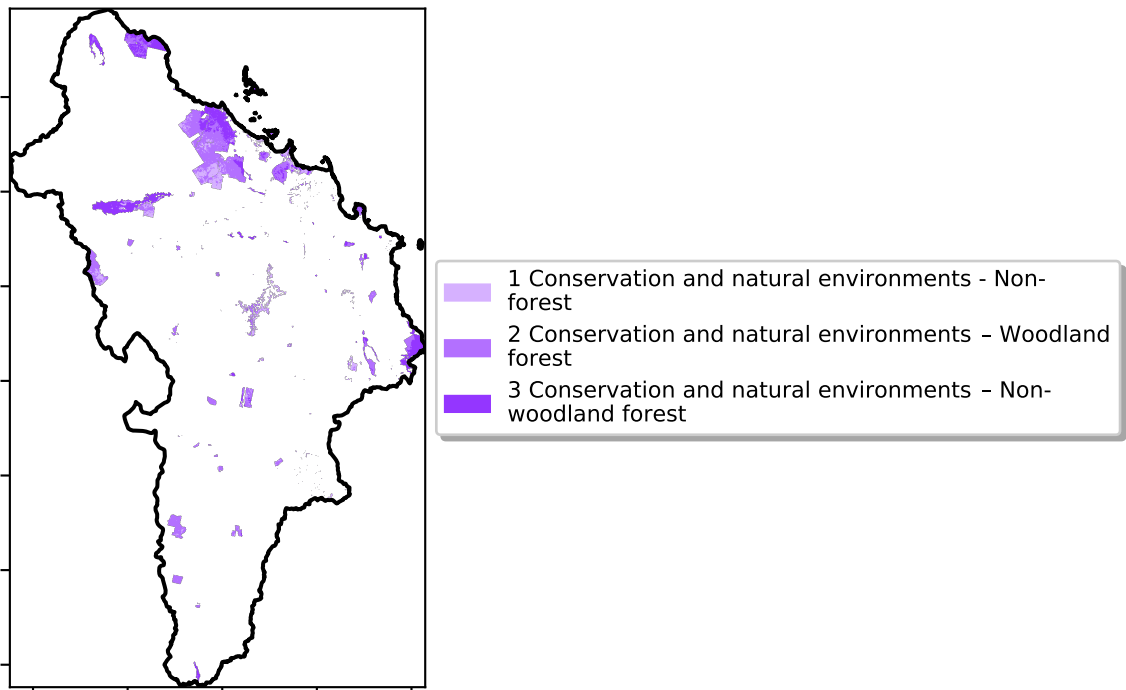 1 Conservation and natural environments - Non-
forest
2 Conservation and natural environments – Woodland
forest
3 Conservation and natural environments – Non-
woodland forest